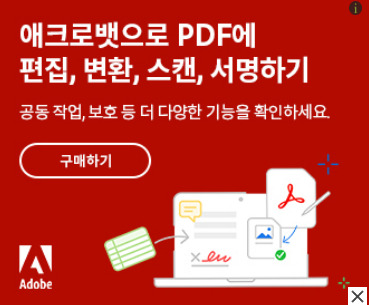 애크로뱃으로 PDF에
편집, 변환, 스캔, 서명하기
공동 작업, 보호 등 더 다양한 기능을 확인하세요.
구매하기
Adobe